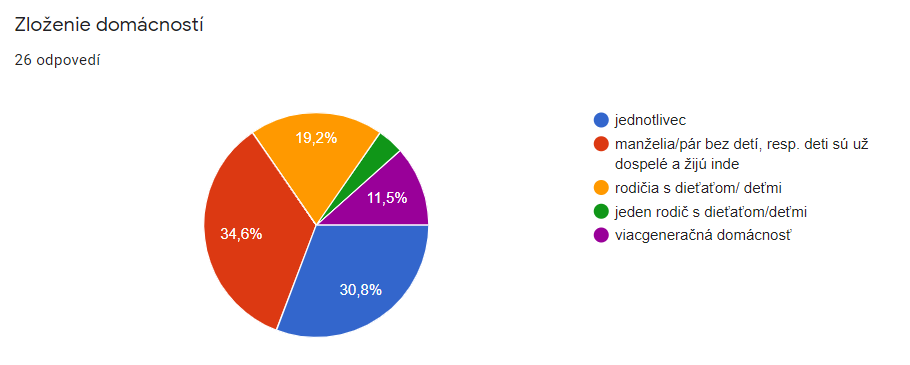 Zloženie domácností
26 odpovedí
19,2%
11,5%
34,6%
30,8%
jednotlivec
manželia/pár bez detí, resp. deti sú už
dospelé a žijú inde
rodičia s dieťaťom/ deťmi
jeden rodič s dieťaťom/deťmi
viacgeneračná domácnosť